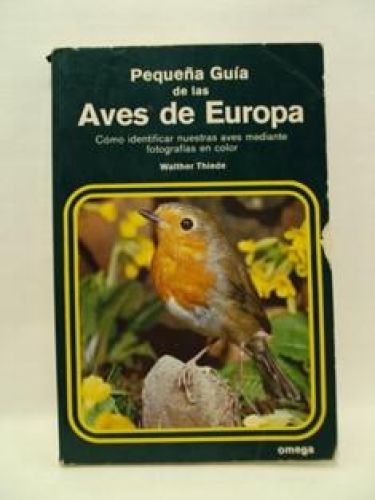 Pequeña Guía
de las
Aves de Europa
Cómo identificar nuestras aves mediante
fotografías en color
Walther Thiede
omega